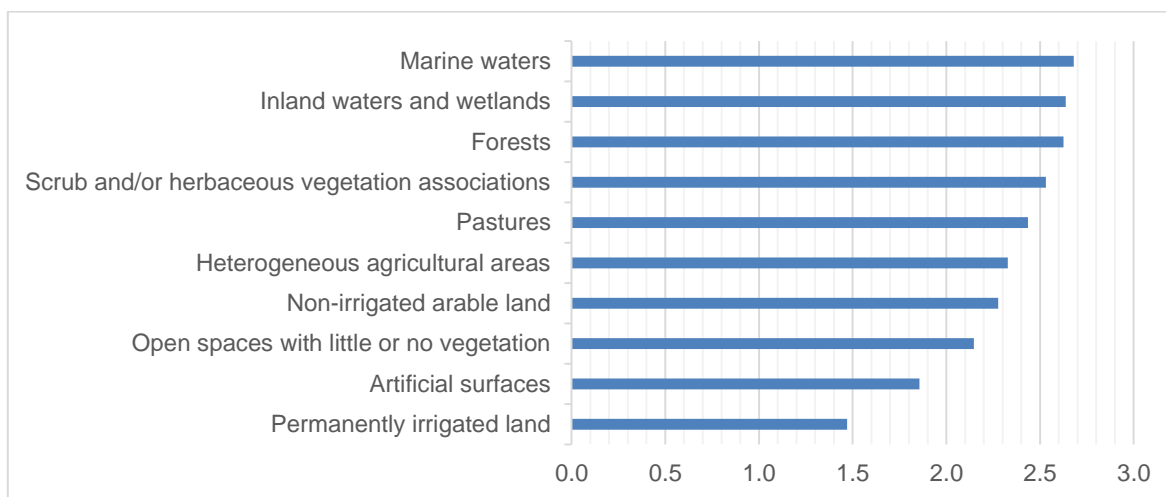 Marine waters
Inland waters and wetlands
Forests
Scrub and/or herbaceous vegetation associations
Pastures
Heterogeneous agricultural areas
Non-irrigated arable land
Open spaces with little or no vegetation
Artificial surfaces
Permanently irrigated land
0.0 0.5 1.0 1.5 2.0 2.5 3.0